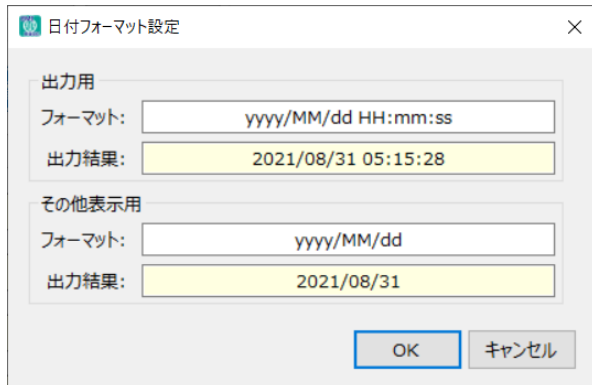 日付フォーマット設定
出力用
フォーマット: yyyy/MM/dd HH:mm:ss
出力結果: 2021/08/31 05:15:28
その他表示用
フォーマット: yyyy/MM/dd
出力結果: 2021/08/31
OK キャンセル